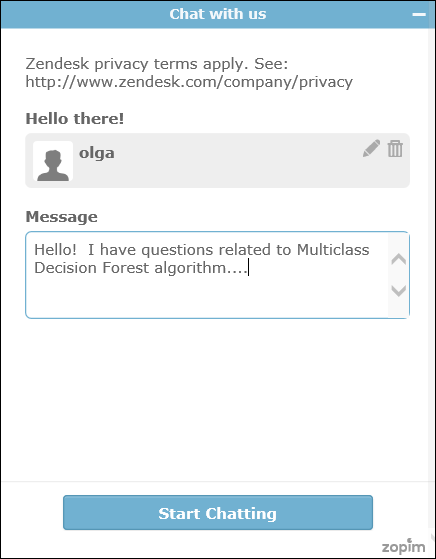 Chat with us
Zendesk privacy terms apply. See:
http://www.zendesk.com/company/privacy
Hello there!
olga
Message
Hello!  I have questions related to Multiclass
Decision Forest algorithm....
Start Chatting
zopim